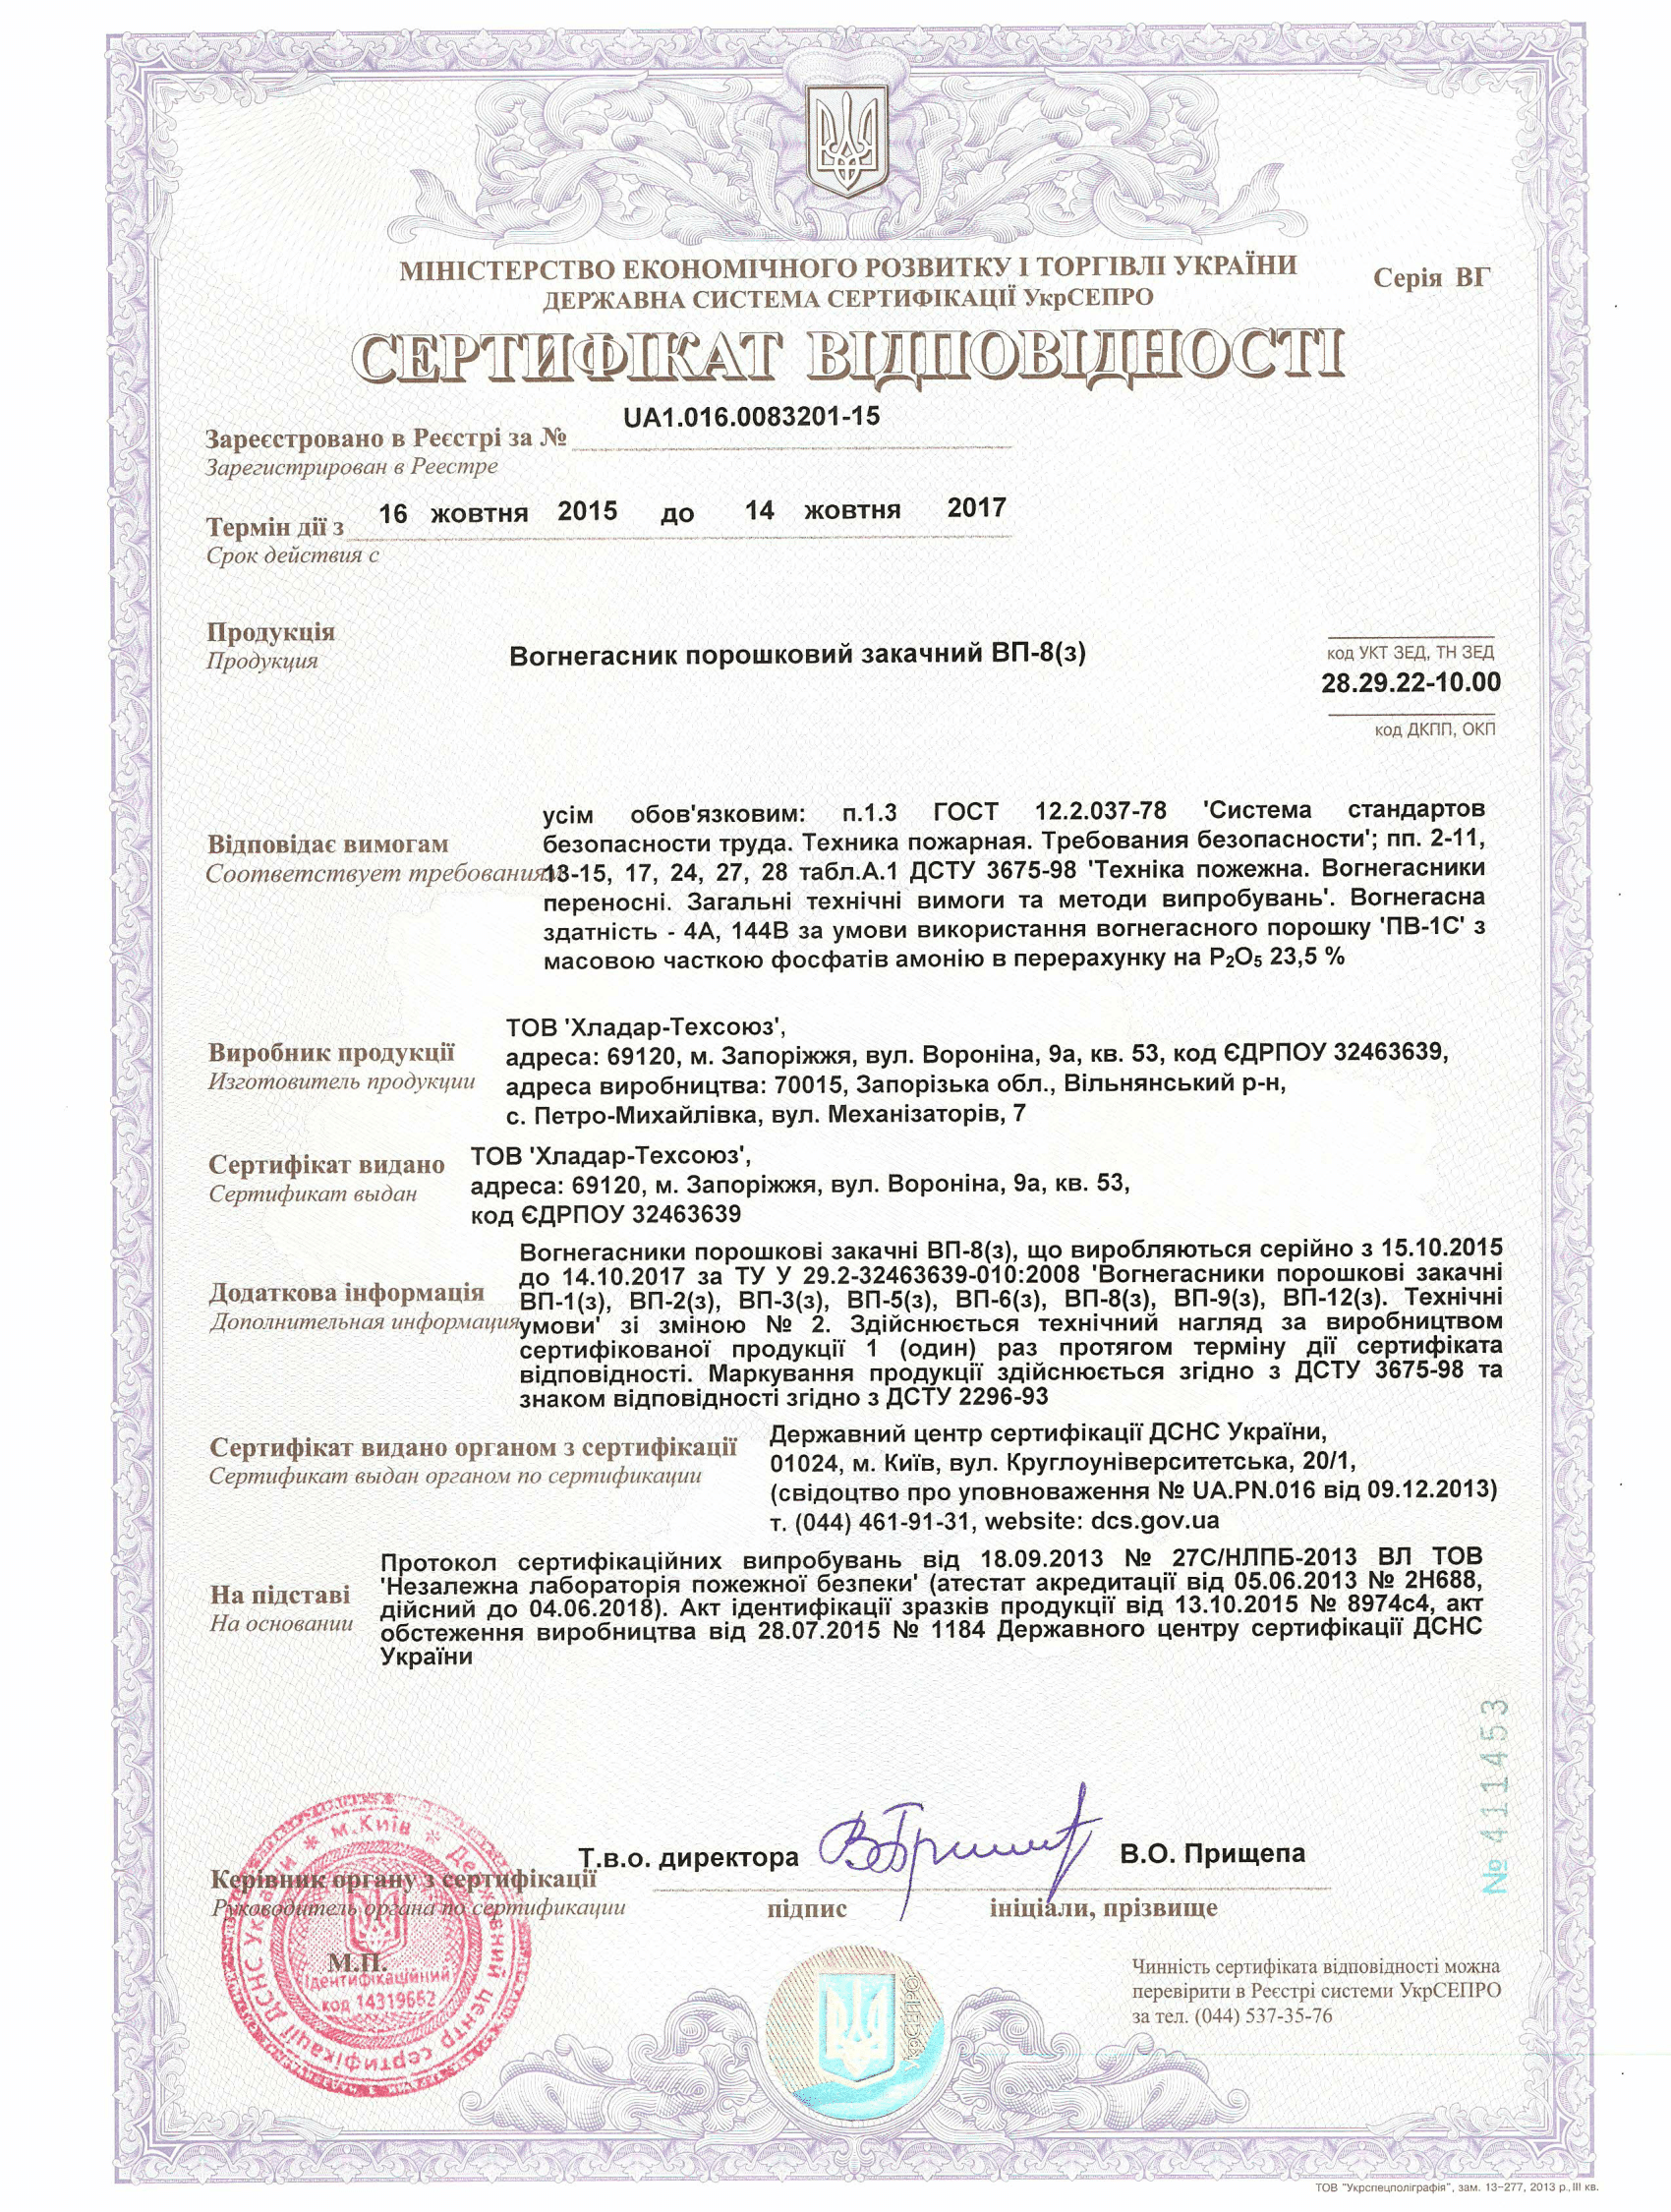 МІНІСТЕРСТВО ЕКОНОМІЧНОГО РОЗВИТКУ І ТОРГІВЛІ УКРАЇНИ
Серія ВГ
ДЕРЖАВНА СИСТЕМА СЕРТИФІКАЦІЇ УкрСЕПРО
СЕРТИФІКАТ ВІДПОВІДНОСТІ
UA1.016.0083201-15
Зареєстровано в Реєстрі за №
Зарегистрирован в Реестре
16 жовтня 2015 до 14 жовтня 2017
Термін дії з
Срок действия с
Продукція
Продукция
Вогнегасник порошковий закачний ВП-8(з)
код УКТ ЗЕД, ТН ЗЕД
28.29.22-10.00
код ДКПП, ОКП
Відповідає вимогам
Соответствует требованиям
усім обов'язковим: п.1.3 ГОСТ 12.2.037-78 'Система стандартов
безопасности труда. Техника пожарная. Требования безопасности'; пп. 2-11,
13-15, 17, 24, 27, 28 табл.А.1 ДСТУ 3675-98 'Техніка пожежна. Вогнегасники
переносні. Загальні технічні вимоги та методи випробувань'. Вогнегасна
здатність - 4А, 144В за умови використання вогнегасного порошку 'ПВ-1С' з
масовою часткою фосфатів амонію в перерахунку на P₂O₅ 23,5 %
Виробник продукції
Изготовитель продукции
ТОВ 'Хладар-Техсоюз',
адреса: 69120, м. Запоріжжя, вул. Вороніна, 9а, кв. 53, код ЄДРПОУ 32463639,
адреса виробництва: 70015, Запорізька обл., Вільнянський р-н,
с. Петро-Михайлівка, вул. Механізаторів, 7
Сертифікат видано
Сертификат выдан
ТОВ 'Хладар-Техсоюз',
адреса: 69120, м. Запоріжжя, вул. Вороніна, 9а, кв. 53,
код ЄДРПОУ 32463639
Додаткова інформація
Дополнительная информация
Вогнегасники порошкові закачні ВП-8(з), що виробляються серійно з 15.10.2015
до 14.10.2017 за ТУ У 29.2-32463639-010:2008 'Вогнегасники порошкові закачні
ВП-1(з), ВП-2(з), ВП-3(з), ВП-5(з), ВП-6(з), ВП-8(з), ВП-9(з), ВП-12(з). Технічні
умови' зі зміною № 2. Здійснюється технічний нагляд за виробництвом
сертифікованої продукції 1 (один) раз протягом терміну дії сертифіката
відповідності. Маркування продукції здійснюється згідно з ДСТУ 3675-98 та
знаком відповідності згідно з ДСТУ 2296-93
Сертифікат видано органом з сертифікації
Сертификат выдан органом по сертификации
Державний центр сертифікації ДСНС України,
01024, м. Київ, вул. Круглоуніверситетська, 20/1,
(свідоцтво про уповноваження № UA.PN.016 від 09.12.2013)
т. (044) 461-91-31, website: dcs.gov.ua
На підставі
На основании
Протокол сертифікаційних випробувань від 18.09.2013 № 27С/НЛПБ-2013 ВЛ ТОВ
'Незалежна лабораторія пожежної безпеки' (атестат акредитації від 05.06.2013 № 2Н688,
дійсний до 04.06.2018). Акт ідентифікації зразків продукції від 13.10.2015 № 8974с4, акт
обстеження виробництва від 28.07.2015 № 1184 Державного центру сертифікації ДСНС
України
№ 411453
Т.в.о. директора
В.О. Прищепа
Керівник органу з сертифікації
Руководитель органа по сертификации
підпис
ініціали, прізвище
М.П.
м.Київ * Державний центр сертифікації ДСНС України *
Ідентифікаційний
код 14319662
УкрСЕПРО
Чинність сертифіката відповідності можна
перевірити в Реєстрі системи УкрСЕПРО
за тел. (044) 537-35-76
ТОВ "Укрспецполіграфія", зам. 13-277, 2013 р., III кв.